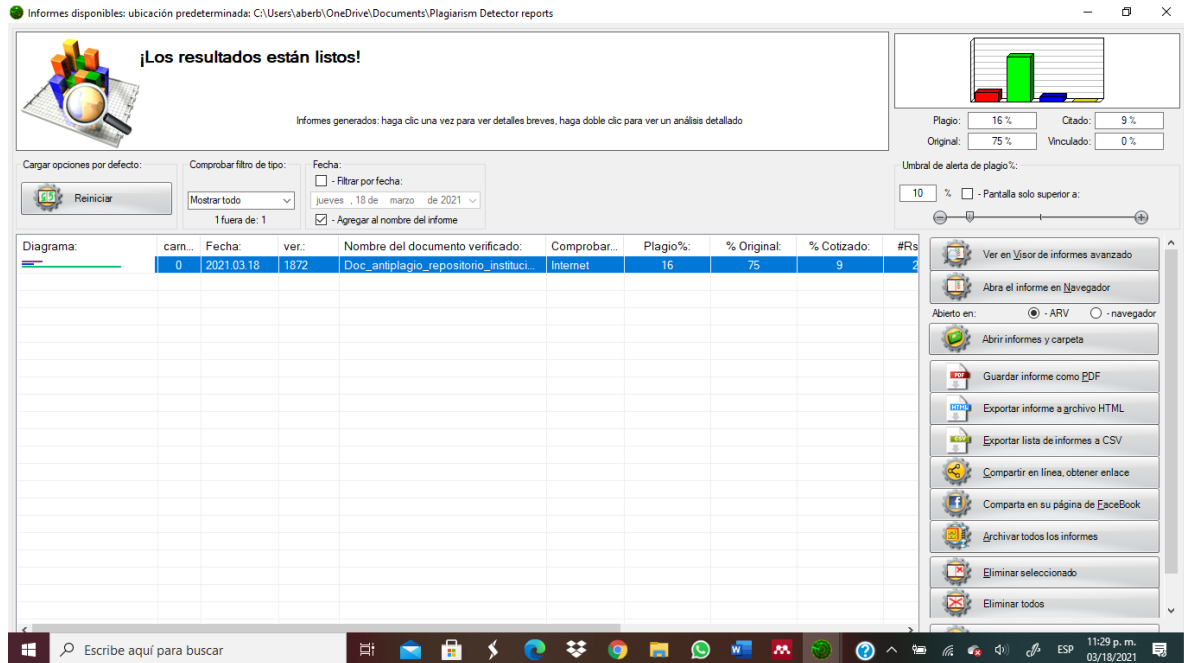 Informes disponibles: ubicación predeterminada: C:\Users\aberb\OneDrive\Documents\Plagiarism Detector reports
¡Los resultados están listos!
Informes generados: haga clic una vez para ver detalles breves, haga doble clic para ver un análisis detallado
Plagio: 16 % Citado: 9 %
Original: 75 % Vinculado: 0 %
Cargar opciones por defecto:
Reiniciar
Comprobar filtro de tipo:
Mostrar todo
1 fuera de: 1
Fecha:
- Filtrar por fecha:
jueves , 18 de marzo de 2021
- Agregar al nombre del informe
Umbral de alerta de plagio%:
10 % - Pantalla solo superior a:
Diagrama: carn... Fecha: ver.: Nombre del documento verificado: Comprobar... Plagio%: % Original: % Cotizado: #Rs
0 2021.03.18 1872 Doc_antiplagio_repositorio_instituci... Internet 16 75 9 2
Ver en Visor de informes avanzado
Abra el informe en Navegador
Abierto en: - ARV - navegador
Abrir informes y carpeta
Guardar informe como PDF
Exportar informe a archivo HTML
Exportar lista de informes a CSV
Compartir en línea, obtener enlace
Comparta en su página de FaceBook
Archivar todos los informes
Eliminar seleccionado
Eliminar todos
Escribe aquí para buscar
ESP
11:29 p. m.
03/18/2021